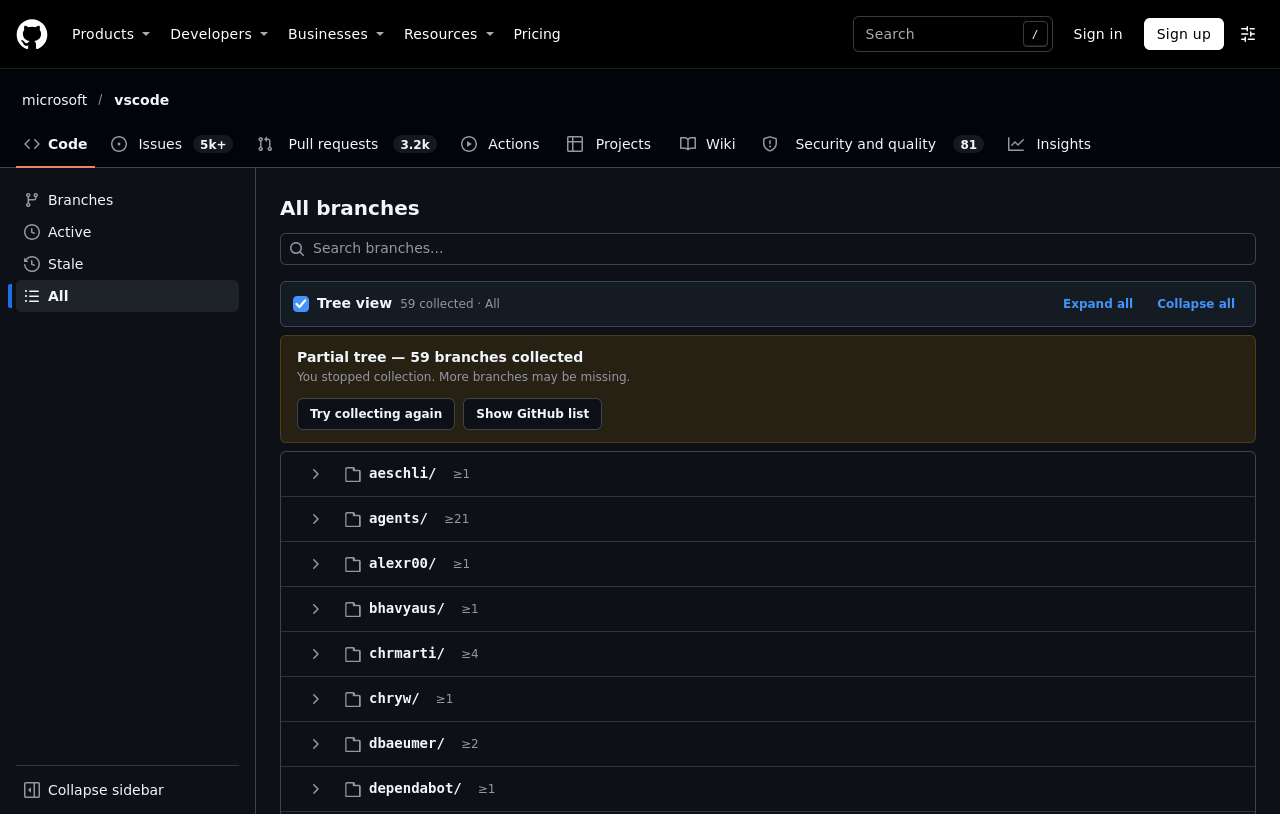 Products Developers Businesses Resources Pricing Search / Sign in Sign up
microsoft / vscode
Code Issues 5k+ Pull requests 3.2k Actions Projects Wiki Security and quality 81 Insights
Branches
Active
Stale
All
Collapse sidebar
All branches
Search branches...
Tree view 59 collected · All Expand all Collapse all
Partial tree — 59 branches collected
You stopped collection. More branches may be missing.
Try collecting again Show GitHub list
aeschli/ ≥1
agents/ ≥21
alexr00/ ≥1
bhavyaus/ ≥1
chrmarti/ ≥4
chryw/ ≥1
dbaeumer/ ≥2
dependabot/ ≥1